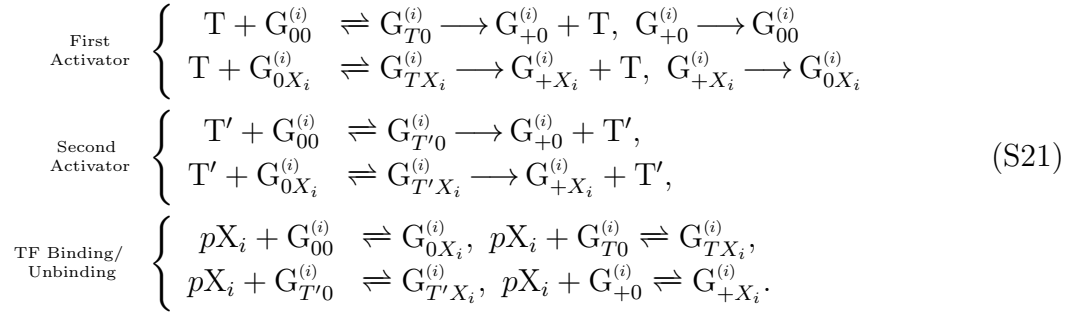 First Activator { T + G_{00}^{(i)} ⇌ G_{T0}^{(i)} ⟶ G_{+0}^{(i)} + T, G_{+0}^{(i)} ⟶ G_{00}^{(i)}
T + G_{0X_i}^{(i)} ⇌ G_{TX_i}^{(i)} ⟶ G_{+X_i}^{(i)} + T, G_{+X_i}^{(i)} ⟶ G_{0X_i}^{(i)}
Second Activator { T′ + G_{00}^{(i)} ⇌ G_{T′0}^{(i)} ⟶ G_{+0}^{(i)} + T′,
T′ + G_{0X_i}^{(i)} ⇌ G_{T′X_i}^{(i)} ⟶ G_{+X_i}^{(i)} + T′,
(S21)
TF Binding/ Unbinding { pX_i + G_{00}^{(i)} ⇌ G_{0X_i}^{(i)}, pX_i + G_{T0}^{(i)} ⇌ G_{TX_i}^{(i)},
pX_i + G_{T′0}^{(i)} ⇌ G_{T′X_i}^{(i)}, pX_i + G_{+0}^{(i)} ⇌ G_{+X_i}^{(i)}.